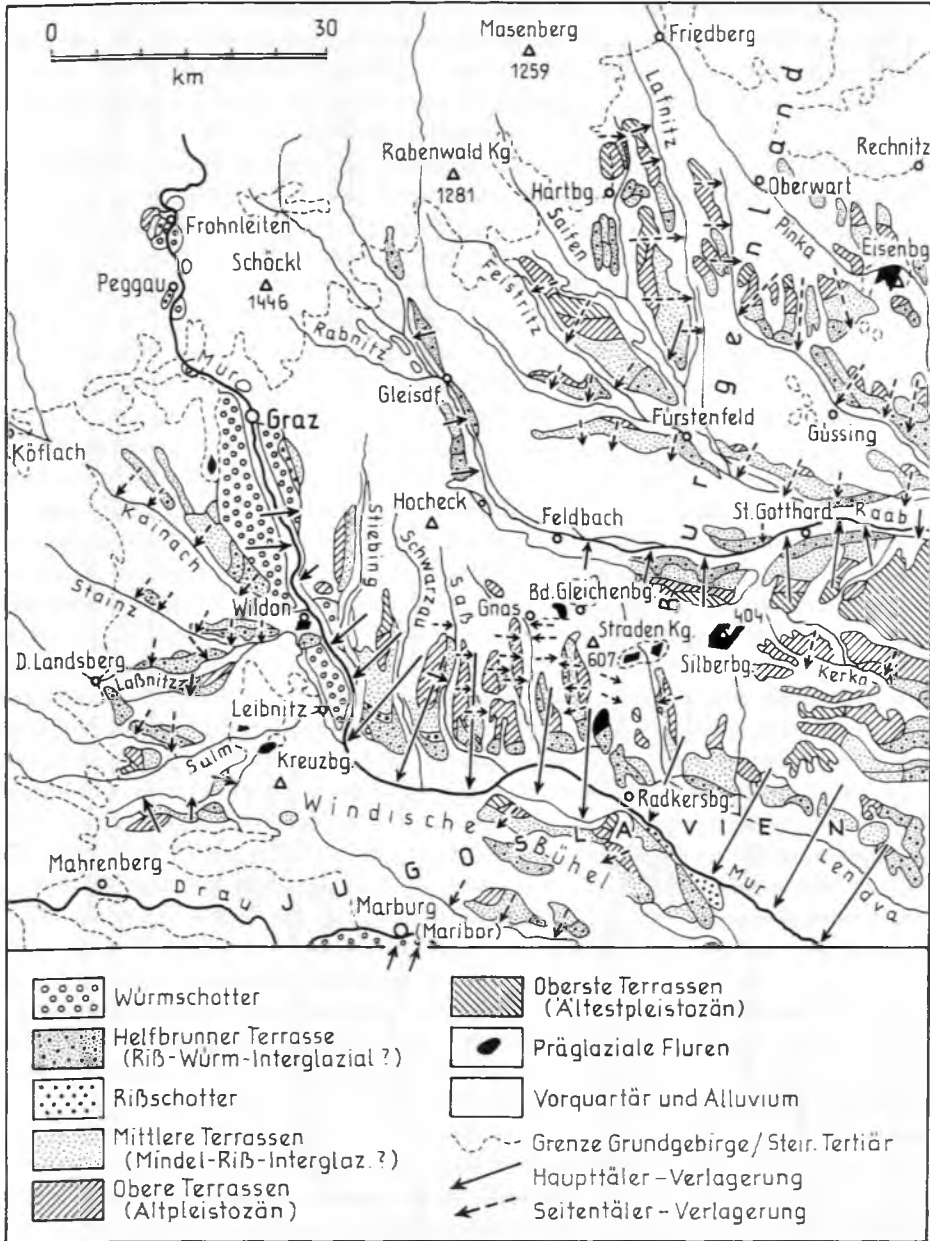 0 30
km
Masenberg
1259
Friedberg
Lafnitz
Rabenwald Kg.
1281
Hartbg.
Rechnitz
Oberwart
Pinka
Eisenbg.
Saifen
Frohnleiten
Schöckl
1446
Peggau
Feistritz
Rabnitz
Mur
Gleisdf.
Graz
Fürstenfeld
Güssing
Köflach
Kainach
Hocheck
Feldbach
St. Gotthard
Raab
Stiefing
Schwarzau
Saß
Gnas
Bd. Gleichenbg.
Stainz
Wildon
Straden Kg.
607
404
Silberbg.
Kerka
D. Landsberg
Laßnitz
Leibnitz
Sulm
Kreuzbg.
Radkersbg.
Windische
Bühel
Mur
Lendava
Mahrenberg
Drau
Marburg
(Maribor)
Burgenland
JUGOSLAVIEN
Würmschotter
Helfbrunner Terrasse
(Riß-Würm-Interglazial ?)
Rißschotter
Mittlere Terrassen
(Mindel-Riß-Interglaz. ?)
Obere Terrassen
(Altpleistozän)
Oberste Terrassen
(Ältestpleistozän)
Präglaziale Fluren
Vorquartär und Alluvium
Grenze Grundgebirge / Steir. Tertiär
Haupttäler-Verlagerung
Seitentäler-Verlagerung